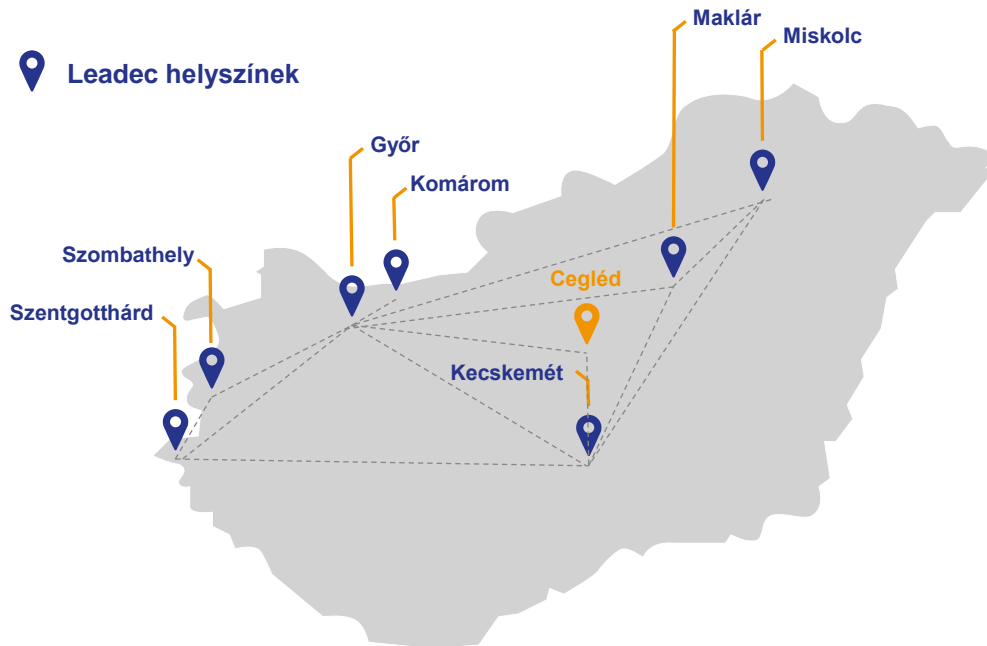 Maklár
Miskolc
Leadec helyszínek
Győr
Komárom
Szombathely
Cegléd
Szentgotthárd
Kecskemét